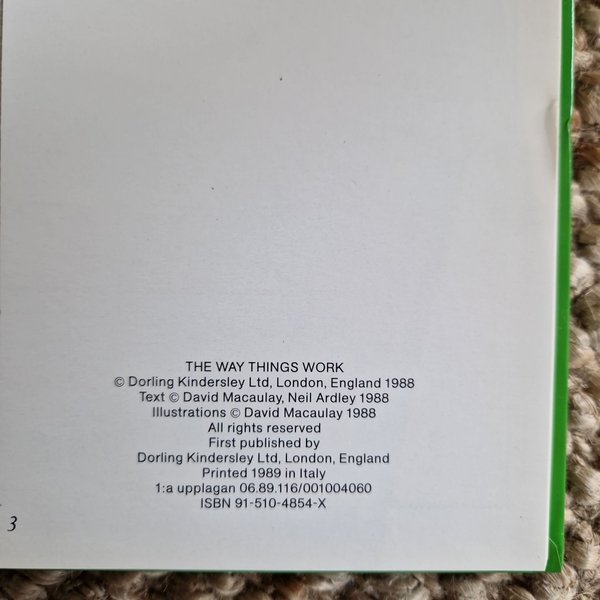 THE WAY THINGS WORK
© Dorling Kindersley Ltd, London, England 1988
Text © David Macaulay, Neil Ardley 1988
Illustrations © David Macaulay 1988
All rights reserved
First published by
Dorling Kindersley Ltd, London, England
Printed 1989 in Italy
1:a upplagan 06.89.116/001004060
ISBN 91-510-4854-X
3